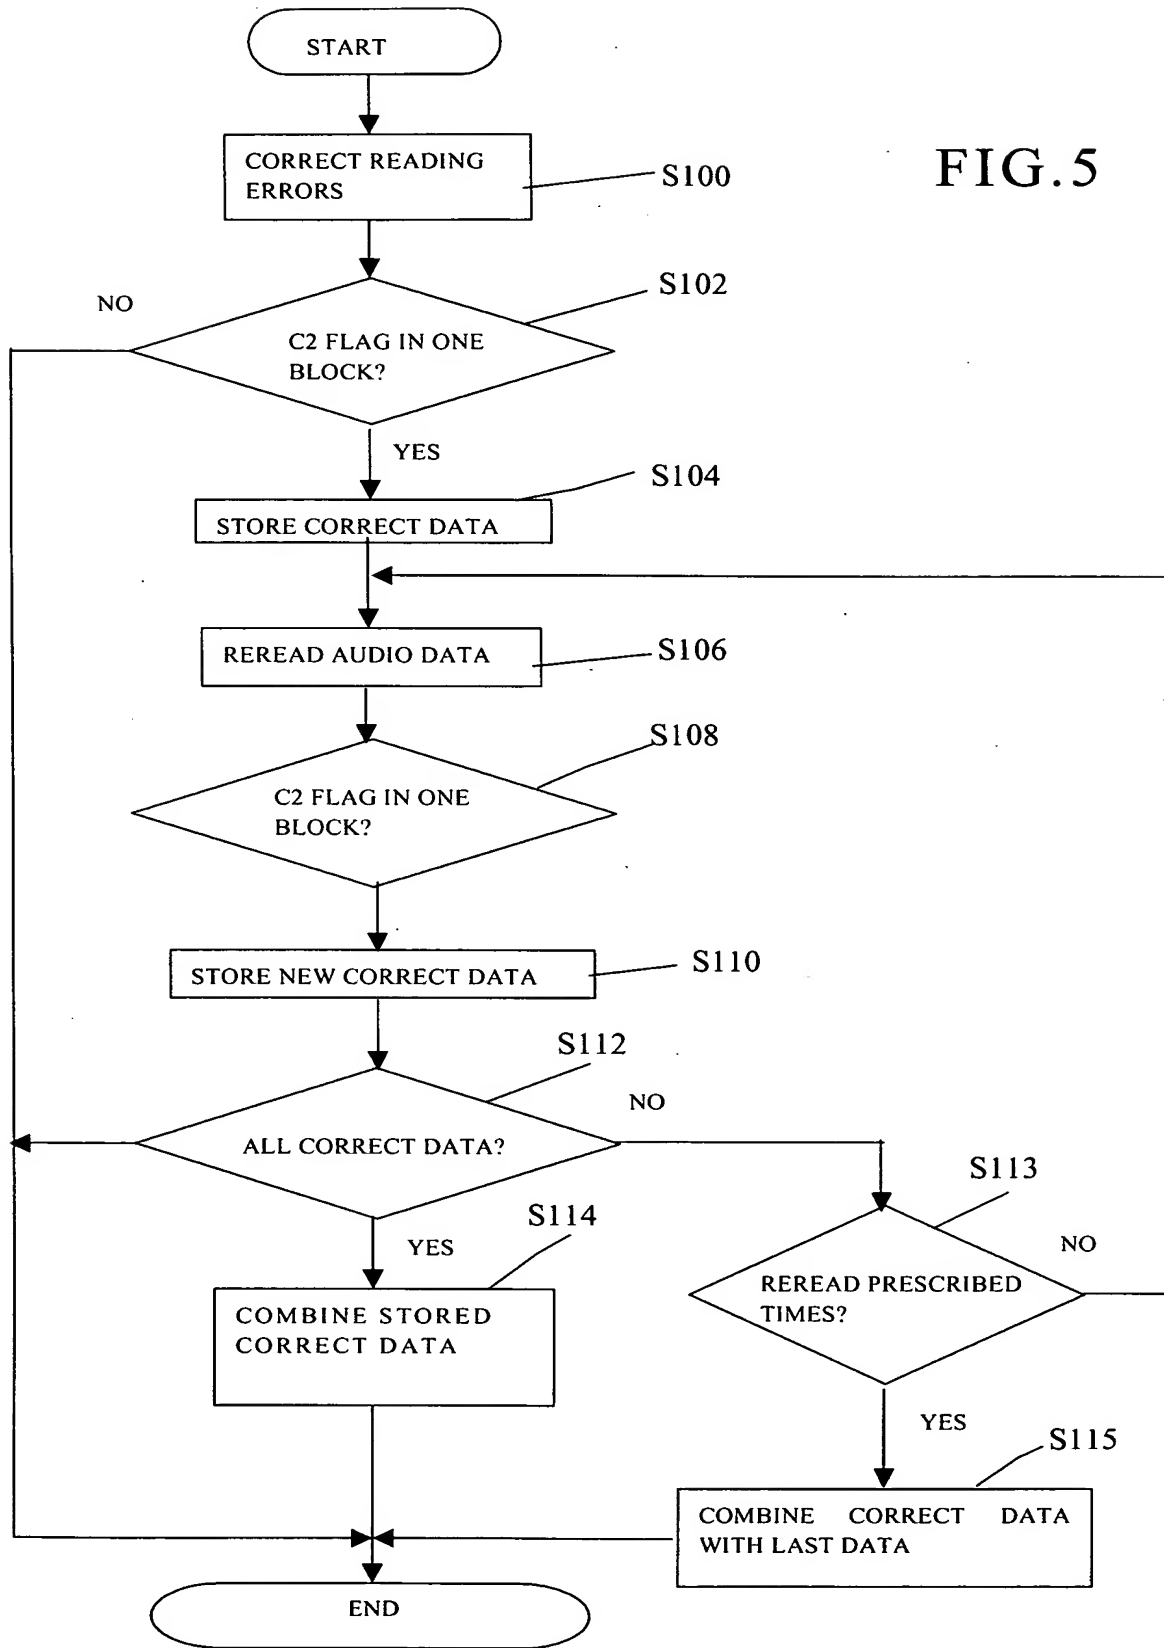 START
CORRECT READING
ERRORS
S100
FIG.5
S102
NO
C2 FLAG IN ONE
BLOCK?
YES
S104
STORE CORRECT DATA
REREAD AUDIO DATA
S106
S108
C2 FLAG IN ONE
BLOCK?
STORE NEW CORRECT DATA
S110
S112
NO
ALL CORRECT DATA?
S113
S114
YES
NO
REREAD PRESCRIBED
TIMES?
COMBINE STORED
CORRECT DATA
YES
S115
COMBINE CORRECT DATA
WITH LAST DATA
END